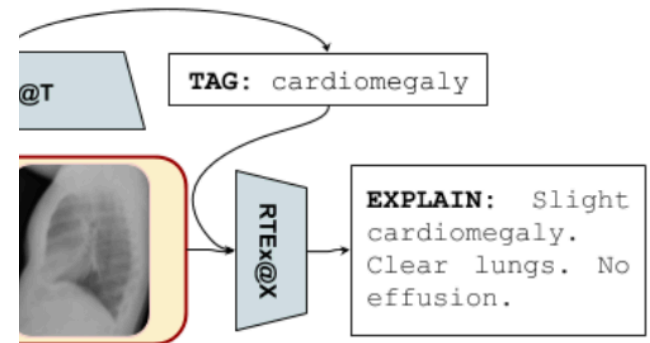 @T
TAG: cardiomegaly
RTEx@X
EXPLAIN: Slight
cardiomegaly.
Clear lungs. No
effusion.